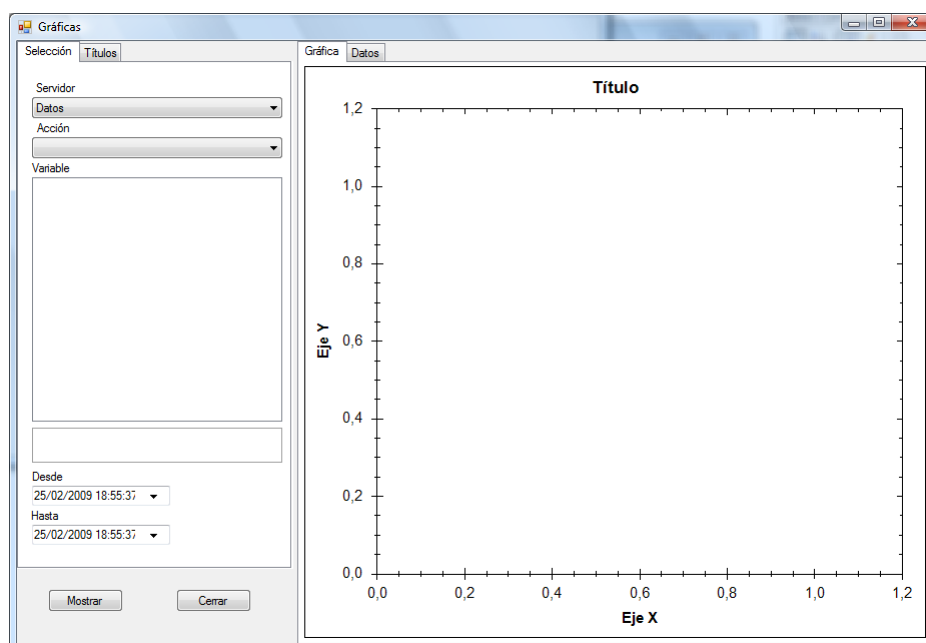 Gráficas
Selección Títulos
Servidor
Datos
Acción
Variable
Desde
25/02/2009 18:55:37
Hasta
25/02/2009 18:55:37
Mostrar Cerrar
Gráfica Datos
Título
1,2
1,0
0,8
0,6
0,4
0,2
0,0
Eje Y
0,0 0,2 0,4 0,6 0,8 1,0 1,2
Eje X